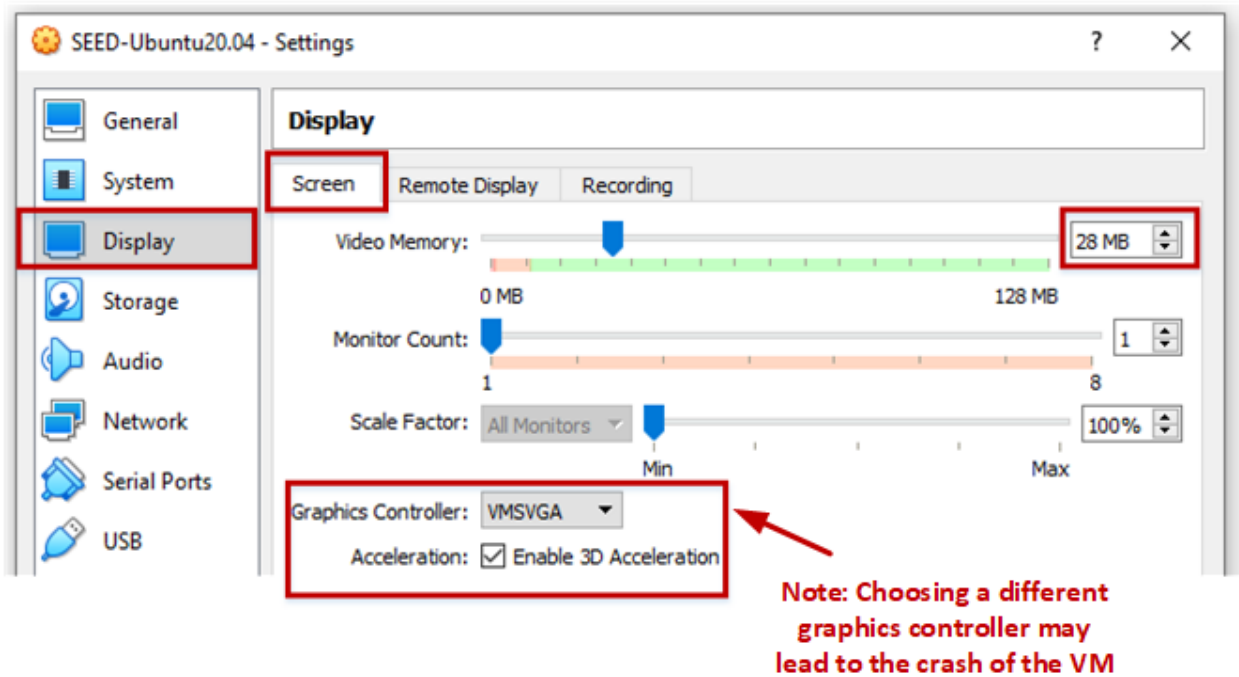 SEED-Ubuntu20.04 - Settings ? ×
General
System
Display
Storage
Audio
Network
Serial Ports
USB
Display
Screen Remote Display Recording
Video Memory: 28 MB
0 MB 128 MB
Monitor Count: 1
1 8
Scale Factor: All Monitors 100%
Min Max
Graphics Controller: VMSVGA
Acceleration: Enable 3D Acceleration
Note: Choosing a different
graphics controller may
lead to the crash of the VM